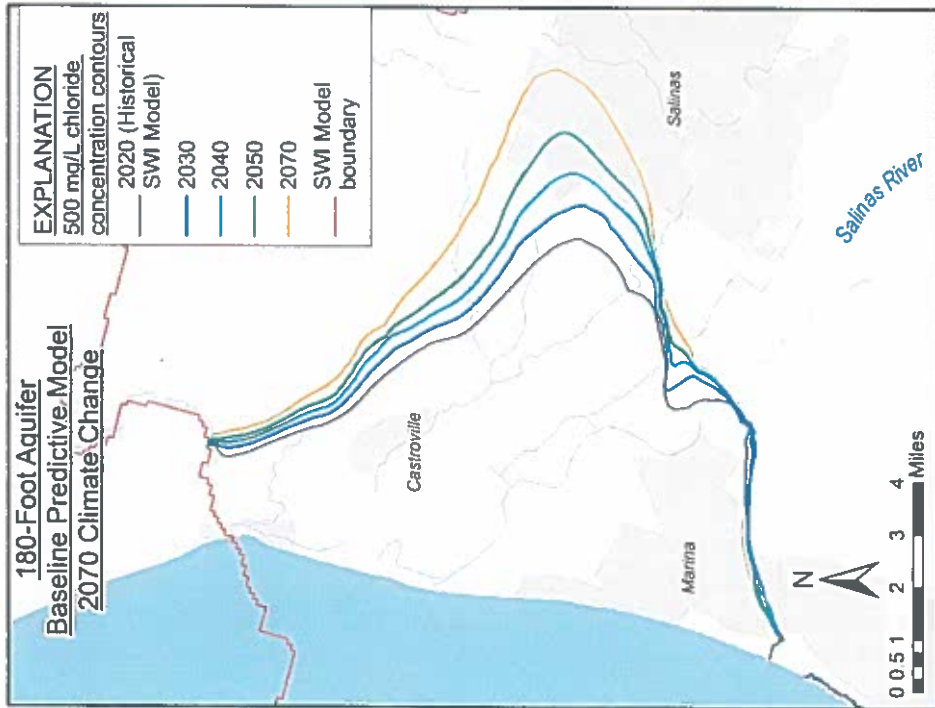 180-Foot Aquifer
Baseline Predictive Model
2070 Climate Change
EXPLANATION
500 mg/L chloride
concentration contours
2020 (Historical
SWI Model)
2030
2040
2050
2070
SWI Model
boundary
Castroville
Salinas
Marina
Salinas River
N
0 0.5 1 2 3 4
Miles